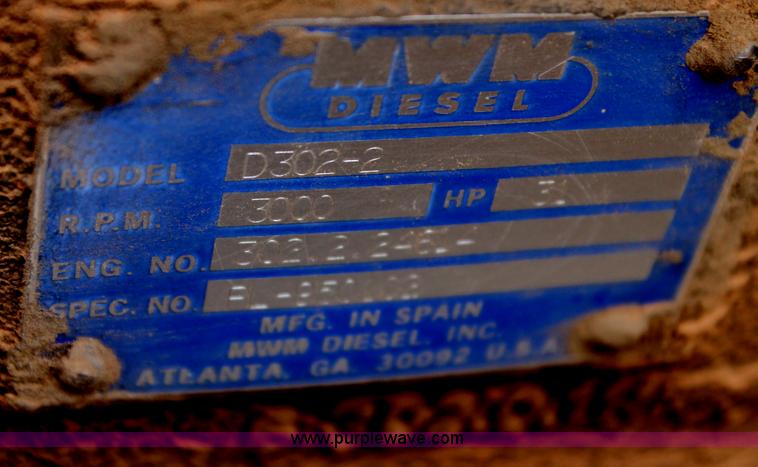 MWM
DIESEL
MODEL D302-2
R.P.M. 3000 HP
ENG. NO.
SPEC. NO.
MFG. IN SPAIN
MWM DIESEL, INC.
ATLANTA, GA. 30092 U.S.A.
www.purplewave.com